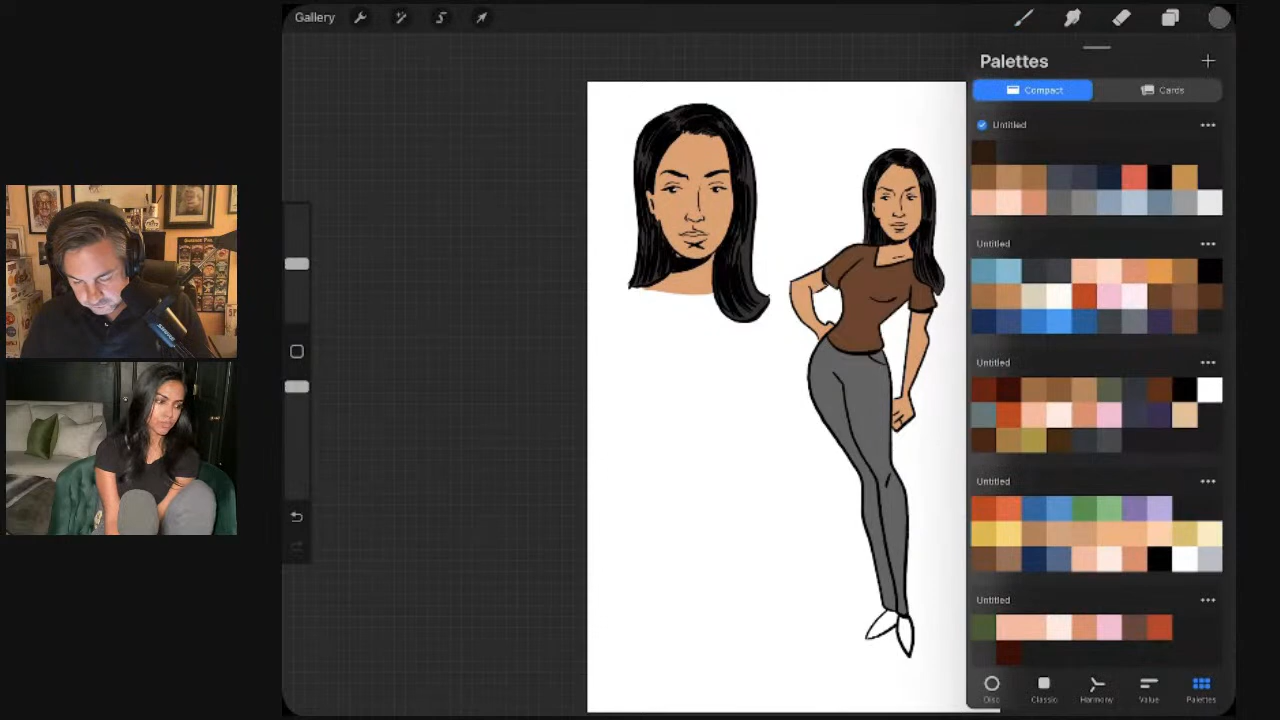 Gallery
Palettes
Compact
Cards
Untitled
Untitled
Untitled
Untitled
Untitled
Disc
Classic
Harmony
Value
Palettes